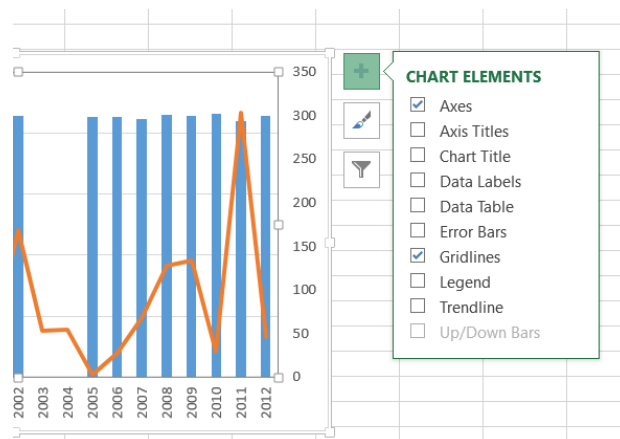 350
300
250
200
150
100
50
0
2002
2003
2004
2005
2006
2007
2008
2009
2010
2011
2012
CHART ELEMENTS
Axes
Axis Titles
Chart Title
Data Labels
Data Table
Error Bars
Gridlines
Legend
Trendline
Up/Down Bars